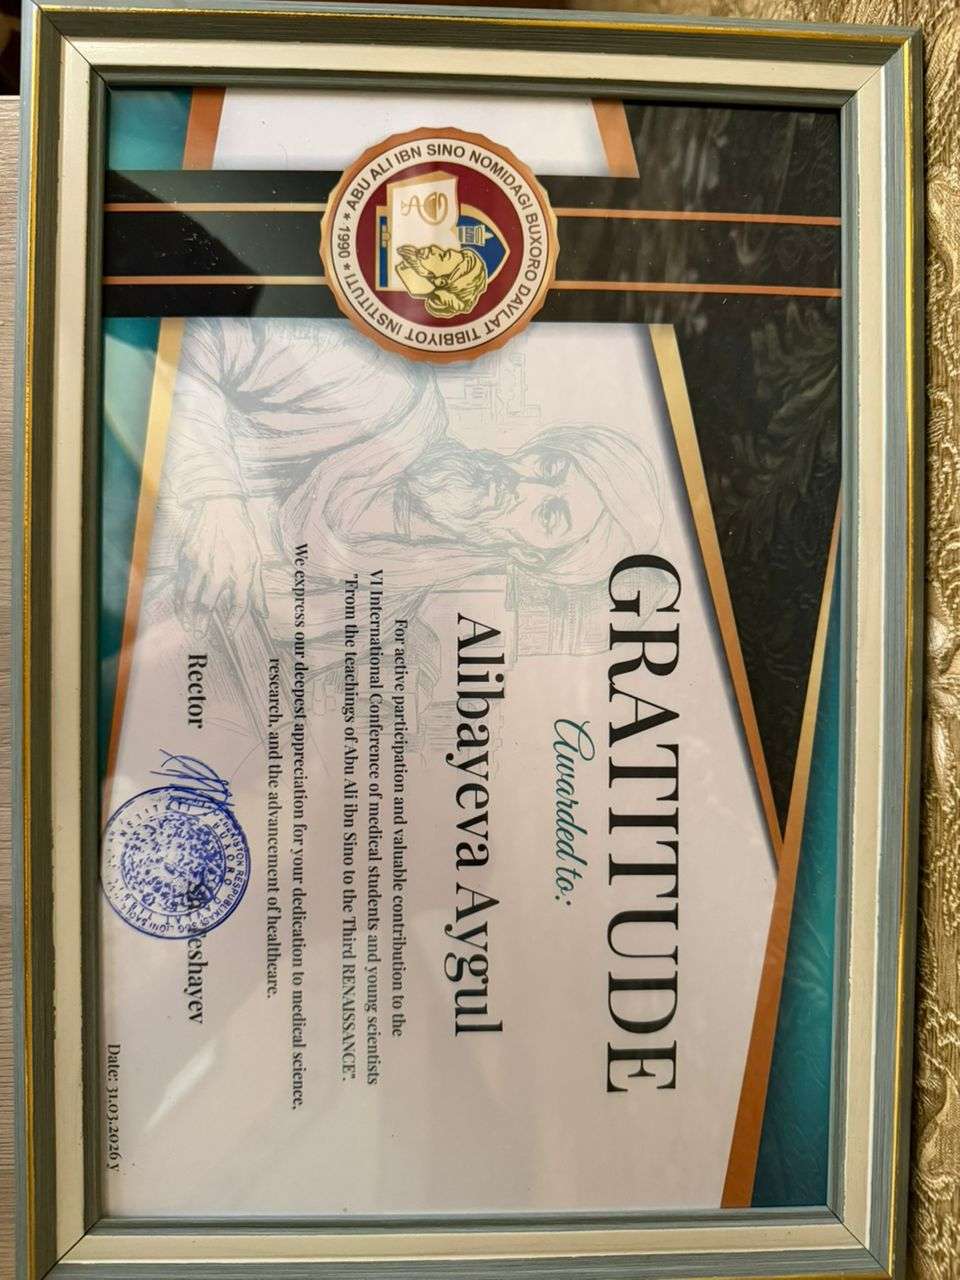 ABU ALI IBN SINO NOMIDAGI BUXORO DAVLAT TIBBIYOT INSTITUTI
* 1990 *
GRATITUDE
Awarded to:
Alibayeva Aygul
For active participation and valuable contribution to the
VI International Conference of medical students and young scientists
"From the teachings of Abu Ali ibn Sino to the Third RENAISSANCE".
We express our deepest appreciation for your dedication to medical science,
research, and the advancement of healthcare.
Rector
Date: 31.03.2026 y